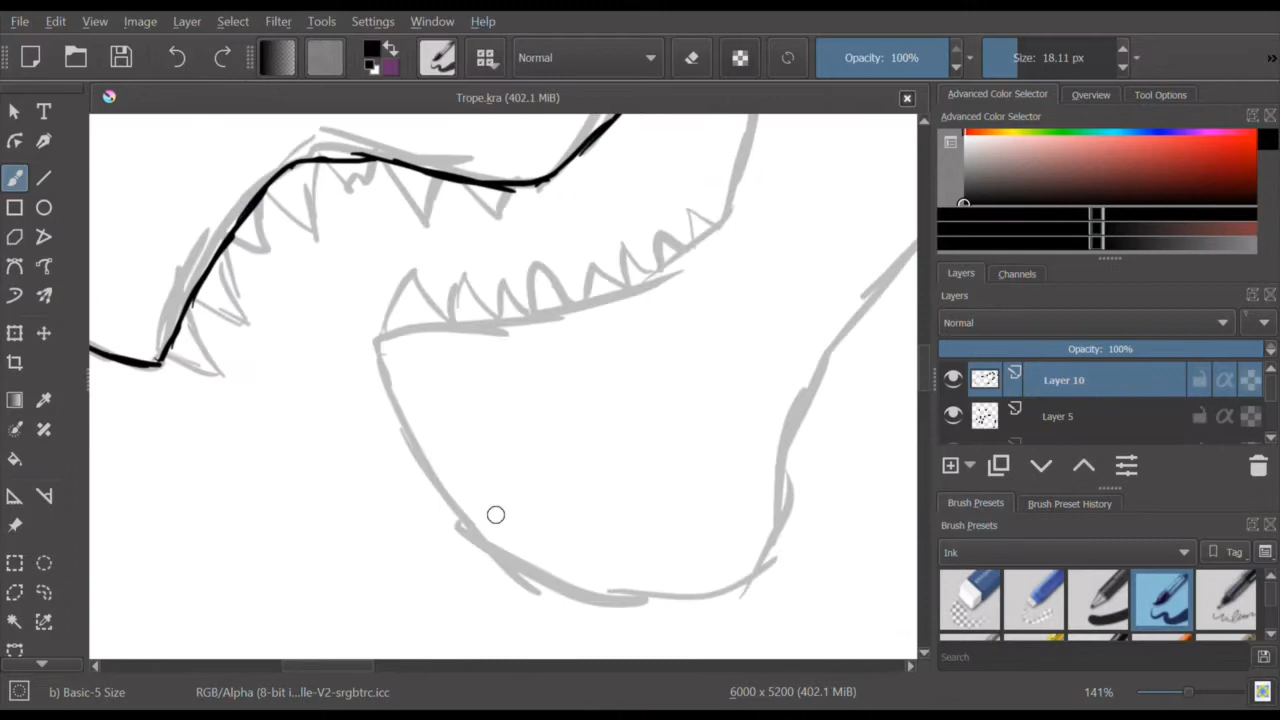 File Edit View Image Layer Select Filter Tools Settings Window Help
Normal Opacity: 100% Size: 18.11 px »
Trope.kra (402.1 MiB)
Advanced Color Selector Overview Tool Options
Advanced Color Selector
Layers Channels
Layers
Normal
Opacity: 100%
Layer 10
Layer 5
Brush Presets Brush Preset History
Brush Presets
Ink Tag
Search
b) Basic-5 Size RGB/Alpha (8-bit i...lle-V2-srgbtrc.icc 6000 x 5200 (402.1 MiB) 141%